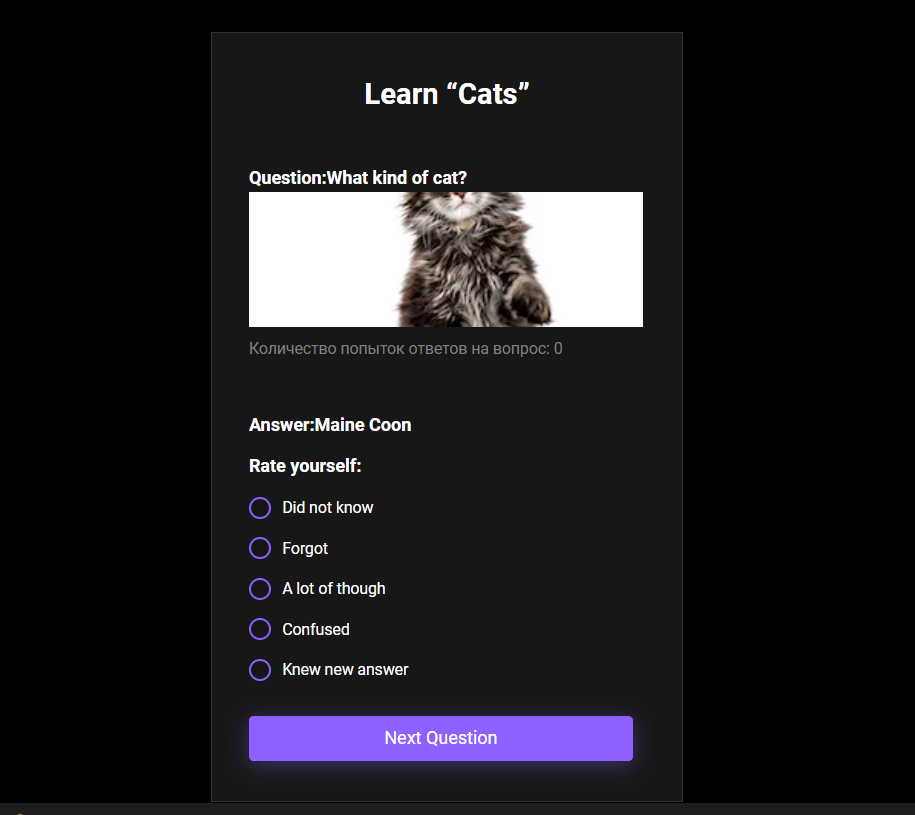 Learn “Cats”
Question:What kind of cat?
Количество попыток ответов на вопрос: 0
Answer:Maine Coon
Rate yourself:
Did not know
Forgot
A lot of though
Confused
Knew new answer
Next Question